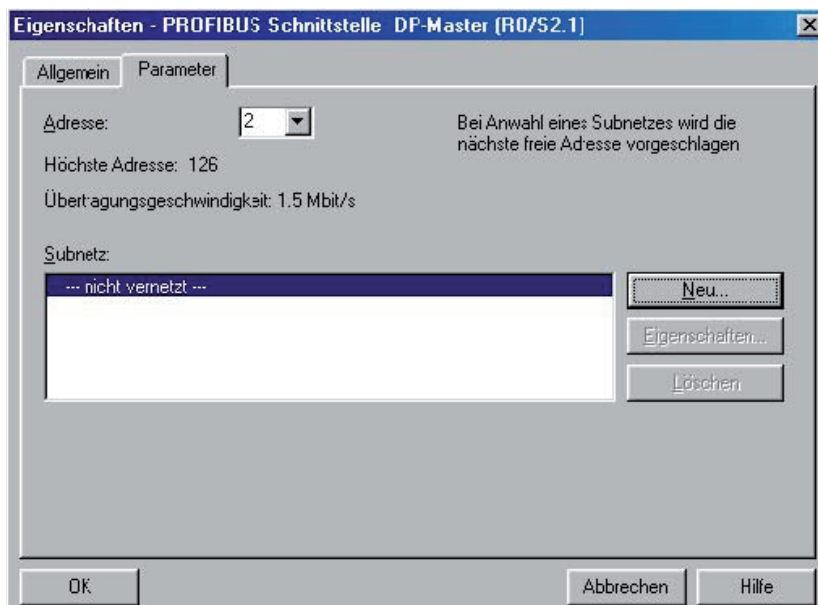 Eigenschaften - PROFIBUS Schnittstelle DP-Master (R0/S2.1)
Allgemein
Parameter
Adresse:
2
Bei Anwahl eines Subnetzes wird die
nächste freie Adresse vorgeschlagen
Höchste Adresse: 126
Übertragungsgeschwindigkeit: 1.5 Mbit/s
Subnetz:
--- nicht vernetzt ---
Neu...
Eigenschaften...
Löschen
OK
Abbrechen
Hilfe